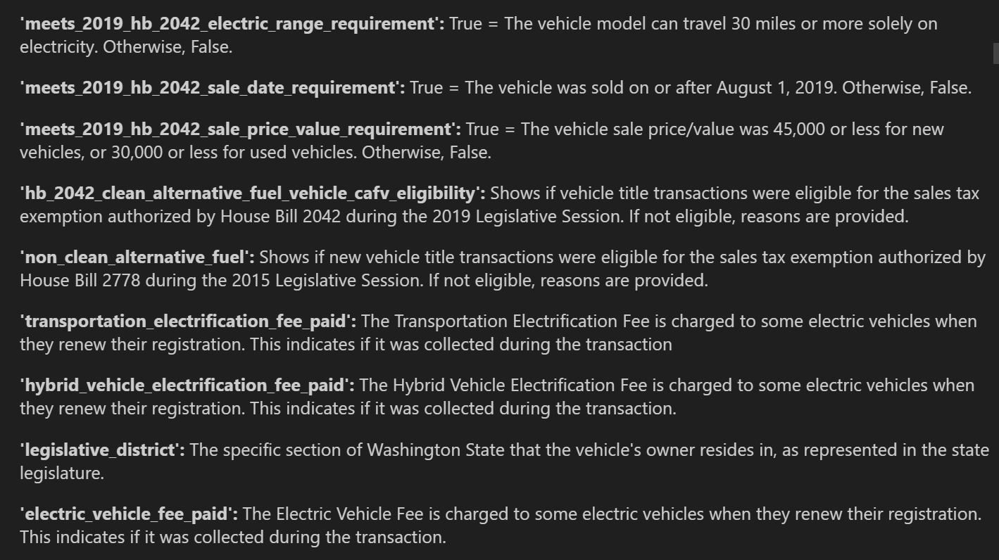 'meets_2019_hb_2042_electric_range_requirement': True = The vehicle model can travel 30 miles or more solely on
electricity. Otherwise, False.
'meets_2019_hb_2042_sale_date_requirement': True = The vehicle was sold on or after August 1, 2019. Otherwise, False.
'meets_2019_hb_2042_sale_price_value_requirement': True = The vehicle sale price/value was 45,000 or less for new
vehicles, or 30,000 or less for used vehicles. Otherwise, False.
'hb_2042_clean_alternative_fuel_vehicle_cafv_eligibility': Shows if vehicle title transactions were eligible for the sales tax
exemption authorized by House Bill 2042 during the 2019 Legislative Session. If not eligible, reasons are provided.
'non_clean_alternative_fuel': Shows if new vehicle title transactions were eligible for the sales tax exemption authorized by
House Bill 2778 during the 2015 Legislative Session. If not eligible, reasons are provided.
'transportation_electrification_fee_paid': The Transportation Electrification Fee is charged to some electric vehicles when
they renew their registration. This indicates if it was collected during the transaction
'hybrid_vehicle_electrification_fee_paid': The Hybrid Vehicle Electrification Fee is charged to some electric vehicles when
they renew their registration. This indicates if it was collected during the transaction.
'legislative_district': The specific section of Washington State that the vehicle's owner resides in, as represented in the state
legislature.
'electric_vehicle_fee_paid': The Electric Vehicle Fee is charged to some electric vehicles when they renew their registration.
This indicates if it was collected during the transaction.